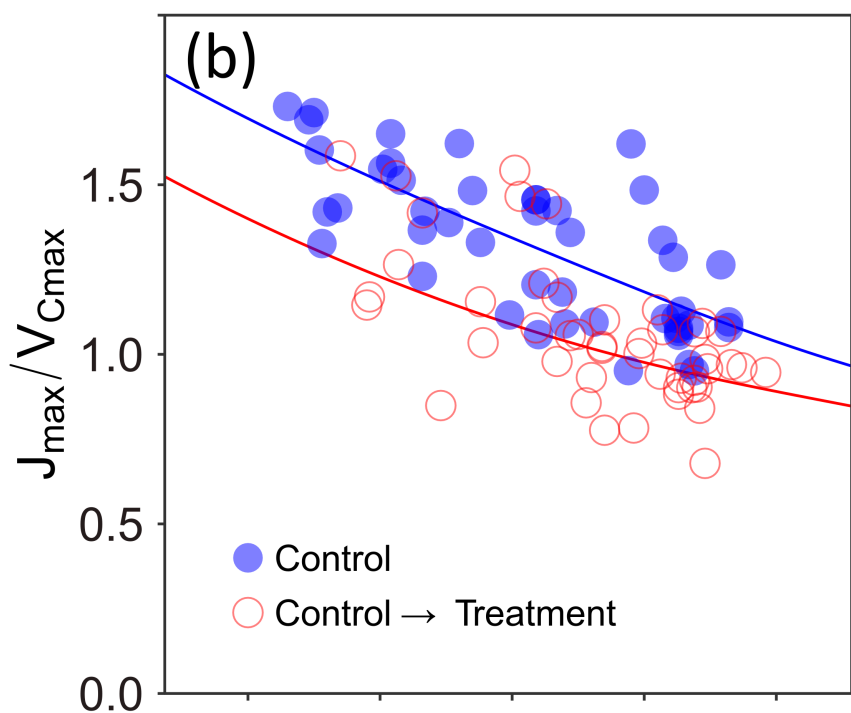 (b)
1.5
1.0
0.5
0.0
Jmax/VCmax
Control
Control → Treatment